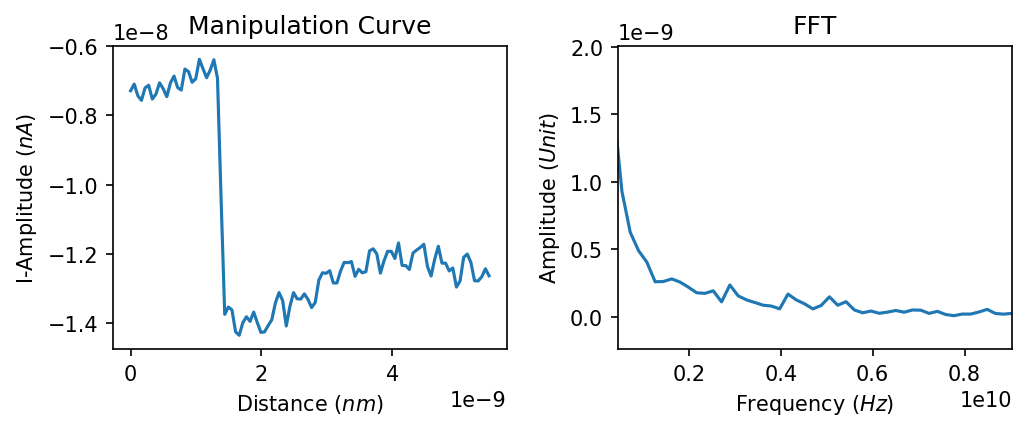 Manipulation Curve
1e−8
−0.6
−0.8
−1.0
−1.2
−1.4
I-Amplitude (nA)
0 2 4
1e−9
Distance (nm)
FFT
1e−9
2.0
1.5
1.0
0.5
0.0
Amplitude (Unit)
0.2 0.4 0.6 0.8
1e10
Frequency (Hz)